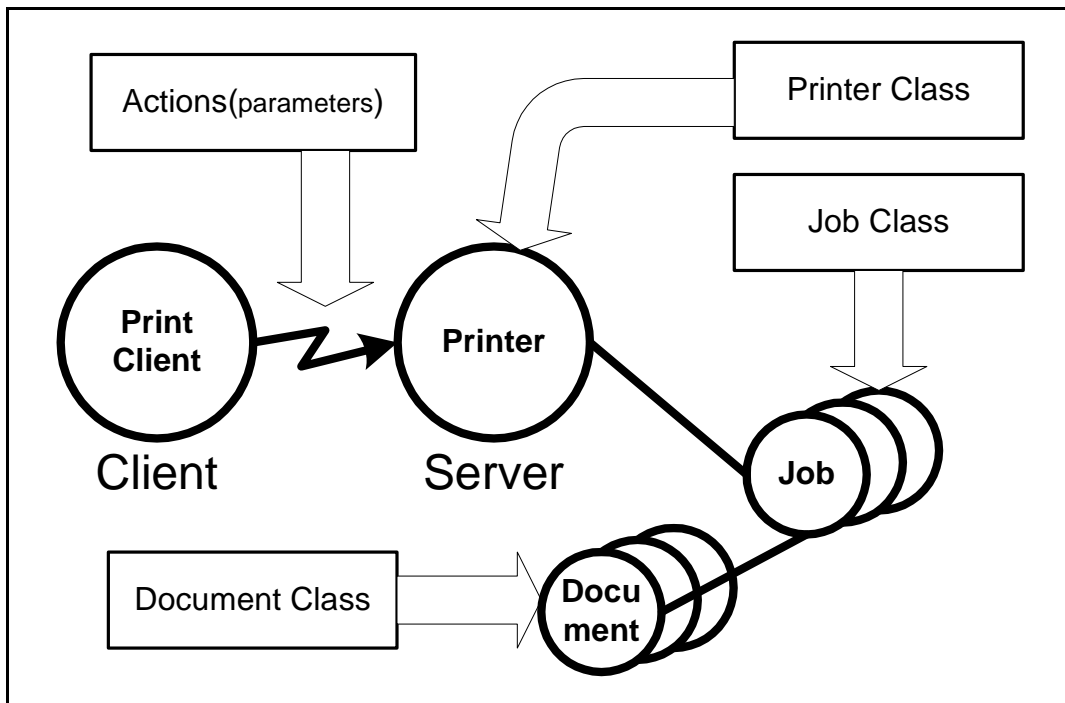 Actions(parameters)
Printer Class
Job Class
Print
Client
Printer
Client
Server
Job
Document Class
Docu
ment